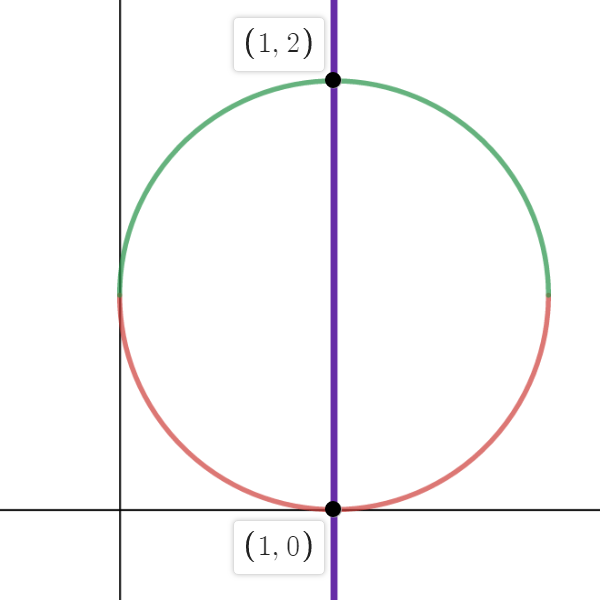 (1, 2)
(1, 0)